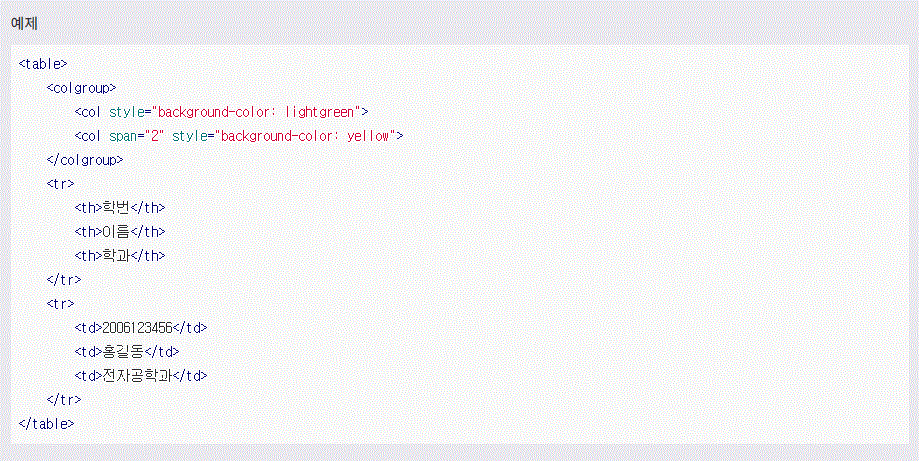 예제
<table>
    <colgroup>
        <col style="background-color: lightgreen">
        <col span="2" style="background-color: yellow">
    </colgroup>
    <tr>
        <th>학번</th>
        <th>이름</th>
        <th>학과</th>
    </tr>
    <tr>
        <td>2006123456</td>
        <td>홍길동</td>
        <td>전자공학과</td>
    </tr>
</table>